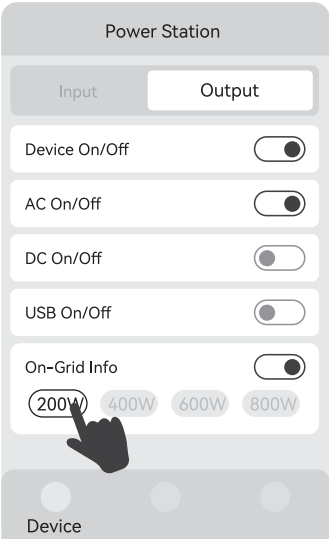 Power Station
Input Output
Device On/Off
AC On/Off
DC On/Off
USB On/Off
On-Grid Info
200W 400W 600W 800W
Device